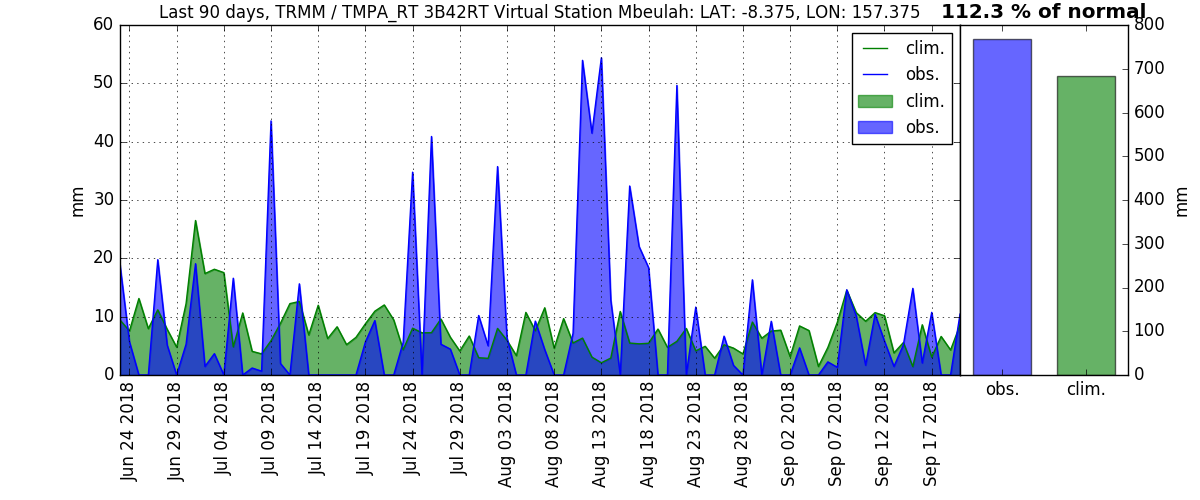 Last 90 days, TRMM / TMPA_RT 3B42RT Virtual Station Mbeulah: LAT: -8.375, LON: 157.375
112.3 % of normal
60
50
40
30
20
10
0
mm
clim.
obs.
clim.
obs.
Jun 24 2018
Jun 29 2018
Jul 04 2018
Jul 09 2018
Jul 14 2018
Jul 19 2018
Jul 24 2018
Jul 29 2018
Aug 03 2018
Aug 08 2018
Aug 13 2018
Aug 18 2018
Aug 23 2018
Aug 28 2018
Sep 02 2018
Sep 07 2018
Sep 12 2018
Sep 17 2018
800
700
600
500
400
300
200
100
0
mm
obs.
clim.